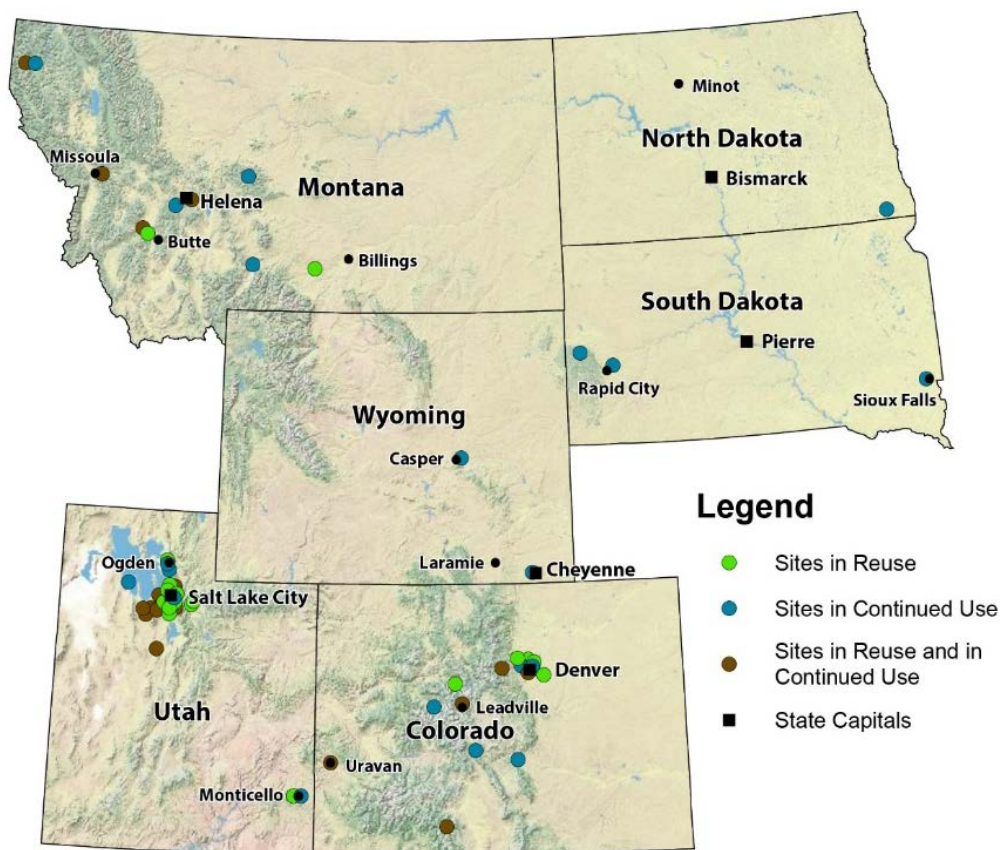 Minot
North Dakota
Missoula
Montana
Bismarck
Helena
Butte
Billings
South Dakota
Pierre
Rapid City
Sioux Falls
Wyoming
Casper
Legend
Ogden
Laramie
Cheyenne
Sites in Reuse
Salt Lake City
Sites in Continued Use
Denver
Sites in Reuse and in
Continued Use
Utah
Leadville
Colorado
State Capitals
Uravan
Monticello